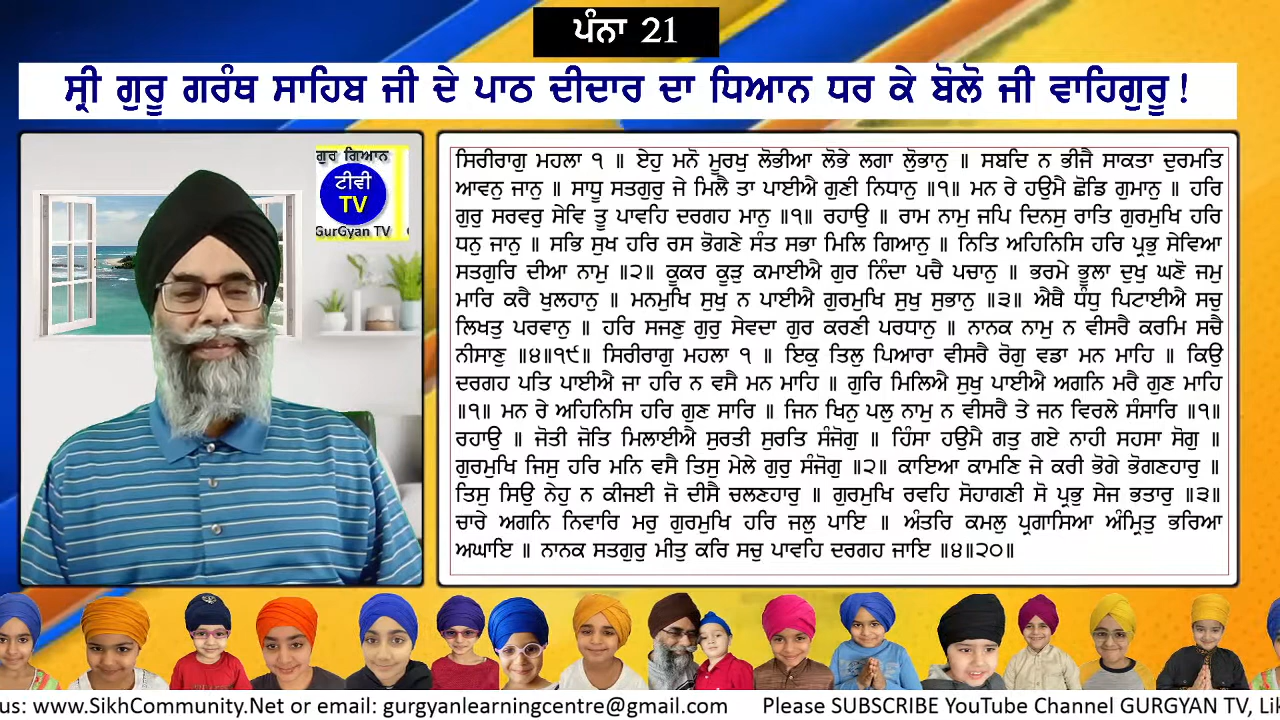 ਪੰਨਾ 21
ਸ੍ਰੀ ਗੁਰੂ ਗਰੰਥ ਸਾਹਿਬ ਜੀ ਦੇ ਪਾਠ ਦੀਦਾਰ ਦਾ ਧਿਆਨ ਧਰ ਕੇ ਬੋਲੋ ਜੀ ਵਾਹਿਗੁਰੂ!
ਗੁਰ ਗਿਆਨ
ਟੀਵੀ
TV
GurGyan TV
ਸਿਰੀਰਾਗੁ ਮਹਲਾ ੧ ॥ ਏਹੁ ਮਨੋ ਮੂਰਖੁ ਲੋਭੀਆ ਲੋਭੇ ਲਗਾ ਲੋੁਭਾਨੁ ॥ ਸਬਦਿ ਨ ਭੀਜੈ ਸਾਕਤਾ ਦੁਰਮਤਿ
ਆਵਨੁ ਜਾਨੁ ॥ ਸਾਧੂ ਸਤਗੁਰੁ ਜੇ ਮਿਲੈ ਤਾ ਪਾਈਐ ਗੁਣੀ ਨਿਧਾਨੁ ॥੧॥ ਮਨ ਰੇ ਹਉਮੈ ਛੋਡਿ ਗੁਮਾਨੁ ॥ ਹਰਿ
ਗੁਰੁ ਸਰਵਰੁ ਸੇਵਿ ਤੂ ਪਾਵਹਿ ਦਰਗਹ ਮਾਨੁ ॥੧॥ ਰਹਾਉ ॥ ਰਾਮ ਨਾਮੁ ਜਪਿ ਦਿਨਸੁ ਰਾਤਿ ਗੁਰਮੁਖਿ ਹਰਿ
ਧਨੁ ਜਾਨੁ ॥ ਸਭਿ ਸੁਖ ਹਰਿ ਰਸ ਭੋਗਣੇ ਸੰਤ ਸਭਾ ਮਿਲਿ ਗਿਆਨੁ ॥ ਨਿਤਿ ਅਹਿਨਿਸਿ ਹਰਿ ਪ੍ਰਭੁ ਸੇਵਿਆ
ਸਤਗੁਰਿ ਦੀਆ ਨਾਮੁ ॥੨॥ ਕੂਕਰ ਕੂੜੁ ਕਮਾਈਐ ਗੁਰ ਨਿੰਦਾ ਪਚੈ ਪਚਾਨੁ ॥ ਭਰਮੇ ਭੂਲਾ ਦੁਖੁ ਘਣੋ ਜਮੁ
ਮਾਰਿ ਕਰੈ ਖੁਲਹਾਨੁ ॥ ਮਨਮੁਖਿ ਸੁਖੁ ਨ ਪਾਈਐ ਗੁਰਮੁਖਿ ਸੁਖੁ ਸੁਭਾਨੁ ॥੩॥ ਐਥੈ ਧੰਧੁ ਪਿਟਾਈਐ ਸਚੁ
ਲਿਖਤੁ ਪਰਵਾਨੁ ॥ ਹਰਿ ਸਜਣੁ ਗੁਰੁ ਸੇਵਦਾ ਗੁਰ ਕਰਣੀ ਪਰਧਾਨੁ ॥ ਨਾਨਕ ਨਾਮੁ ਨ ਵੀਸਰੈ ਕਰਮਿ ਸਚੈ
ਨੀਸਾਣੁ ॥੪॥੧੯॥ ਸਿਰੀਰਾਗੁ ਮਹਲਾ ੧ ॥ ਇਕੁ ਤਿਲੁ ਪਿਆਰਾ ਵੀਸਰੈ ਰੋਗੁ ਵਡਾ ਮਨ ਮਾਹਿ ॥ ਕਿਉ
ਦਰਗਹ ਪਤਿ ਪਾਈਐ ਜਾ ਹਰਿ ਨ ਵਸੈ ਮਨ ਮਾਹਿ ॥ ਗੁਰਿ ਮਿਲਿਐ ਸੁਖੁ ਪਾਈਐ ਅਗਨਿ ਮਰੈ ਗੁਣ ਮਾਹਿ
॥੧॥ ਮਨ ਰੇ ਅਹਿਨਿਸਿ ਹਰਿ ਗੁਣ ਸਾਰਿ ॥ ਜਿਨ ਖਿਨੁ ਪਲੁ ਨਾਮੁ ਨ ਵੀਸਰੈ ਤੇ ਜਨ ਵਿਰਲੇ ਸੰਸਾਰਿ ॥੧॥
ਰਹਾਉ ॥ ਜੋਤੀ ਜੋਤਿ ਮਿਲਾਈਐ ਸੁਰਤੀ ਸੁਰਤਿ ਸੰਜੋਗੁ ॥ ਹਿੰਸਾ ਹਉਮੈ ਗਤੁ ਗਏ ਨਾਹੀ ਸਹਸਾ ਸੋਗੁ ॥
ਗੁਰਮੁਖਿ ਜਿਸੁ ਹਰਿ ਮਨਿ ਵਸੈ ਤਿਸੁ ਮੇਲੇ ਗੁਰੁ ਸੰਜੋਗੁ ॥੨॥ ਕਾਇਆ ਕਾਮਣਿ ਜੇ ਕਰੀ ਭੋਗੇ ਭੋਗਣਹਾਰੁ ॥
ਤਿਸੁ ਸਿਉ ਨੇਹੁ ਨ ਕੀਜਈ ਜੋ ਦੀਸੈ ਚਲਣਹਾਰੁ ॥ ਗੁਰਮੁਖਿ ਰਵਹਿ ਸੋਹਾਗਣੀ ਸੋ ਪ੍ਰਭੁ ਸੇਜ ਭਤਾਰੁ ॥੩॥
ਚਾਰੇ ਅਗਨਿ ਨਿਵਾਰਿ ਮਰੁ ਗੁਰਮੁਖਿ ਹਰਿ ਜਲੁ ਪਾਇ ॥ ਅੰਤਰਿ ਕਮਲੁ ਪ੍ਰਗਾਸਿਆ ਅੰਮ੍ਰਿਤੁ ਭਰਿਆ
ਅਘਾਇ ॥ ਨਾਨਕ ਸਤਗੁਰੁ ਮੀਤੁ ਕਰਿ ਸਚੁ ਪਾਵਹਿ ਦਰਗਹ ਜਾਇ ॥੪॥੨੦॥
us: www.SikhCommunity.Net or email: gurgyanlearningcentre@gmail.com Please SUBSCRIBE YouTube Channel GURGYAN TV, Lik